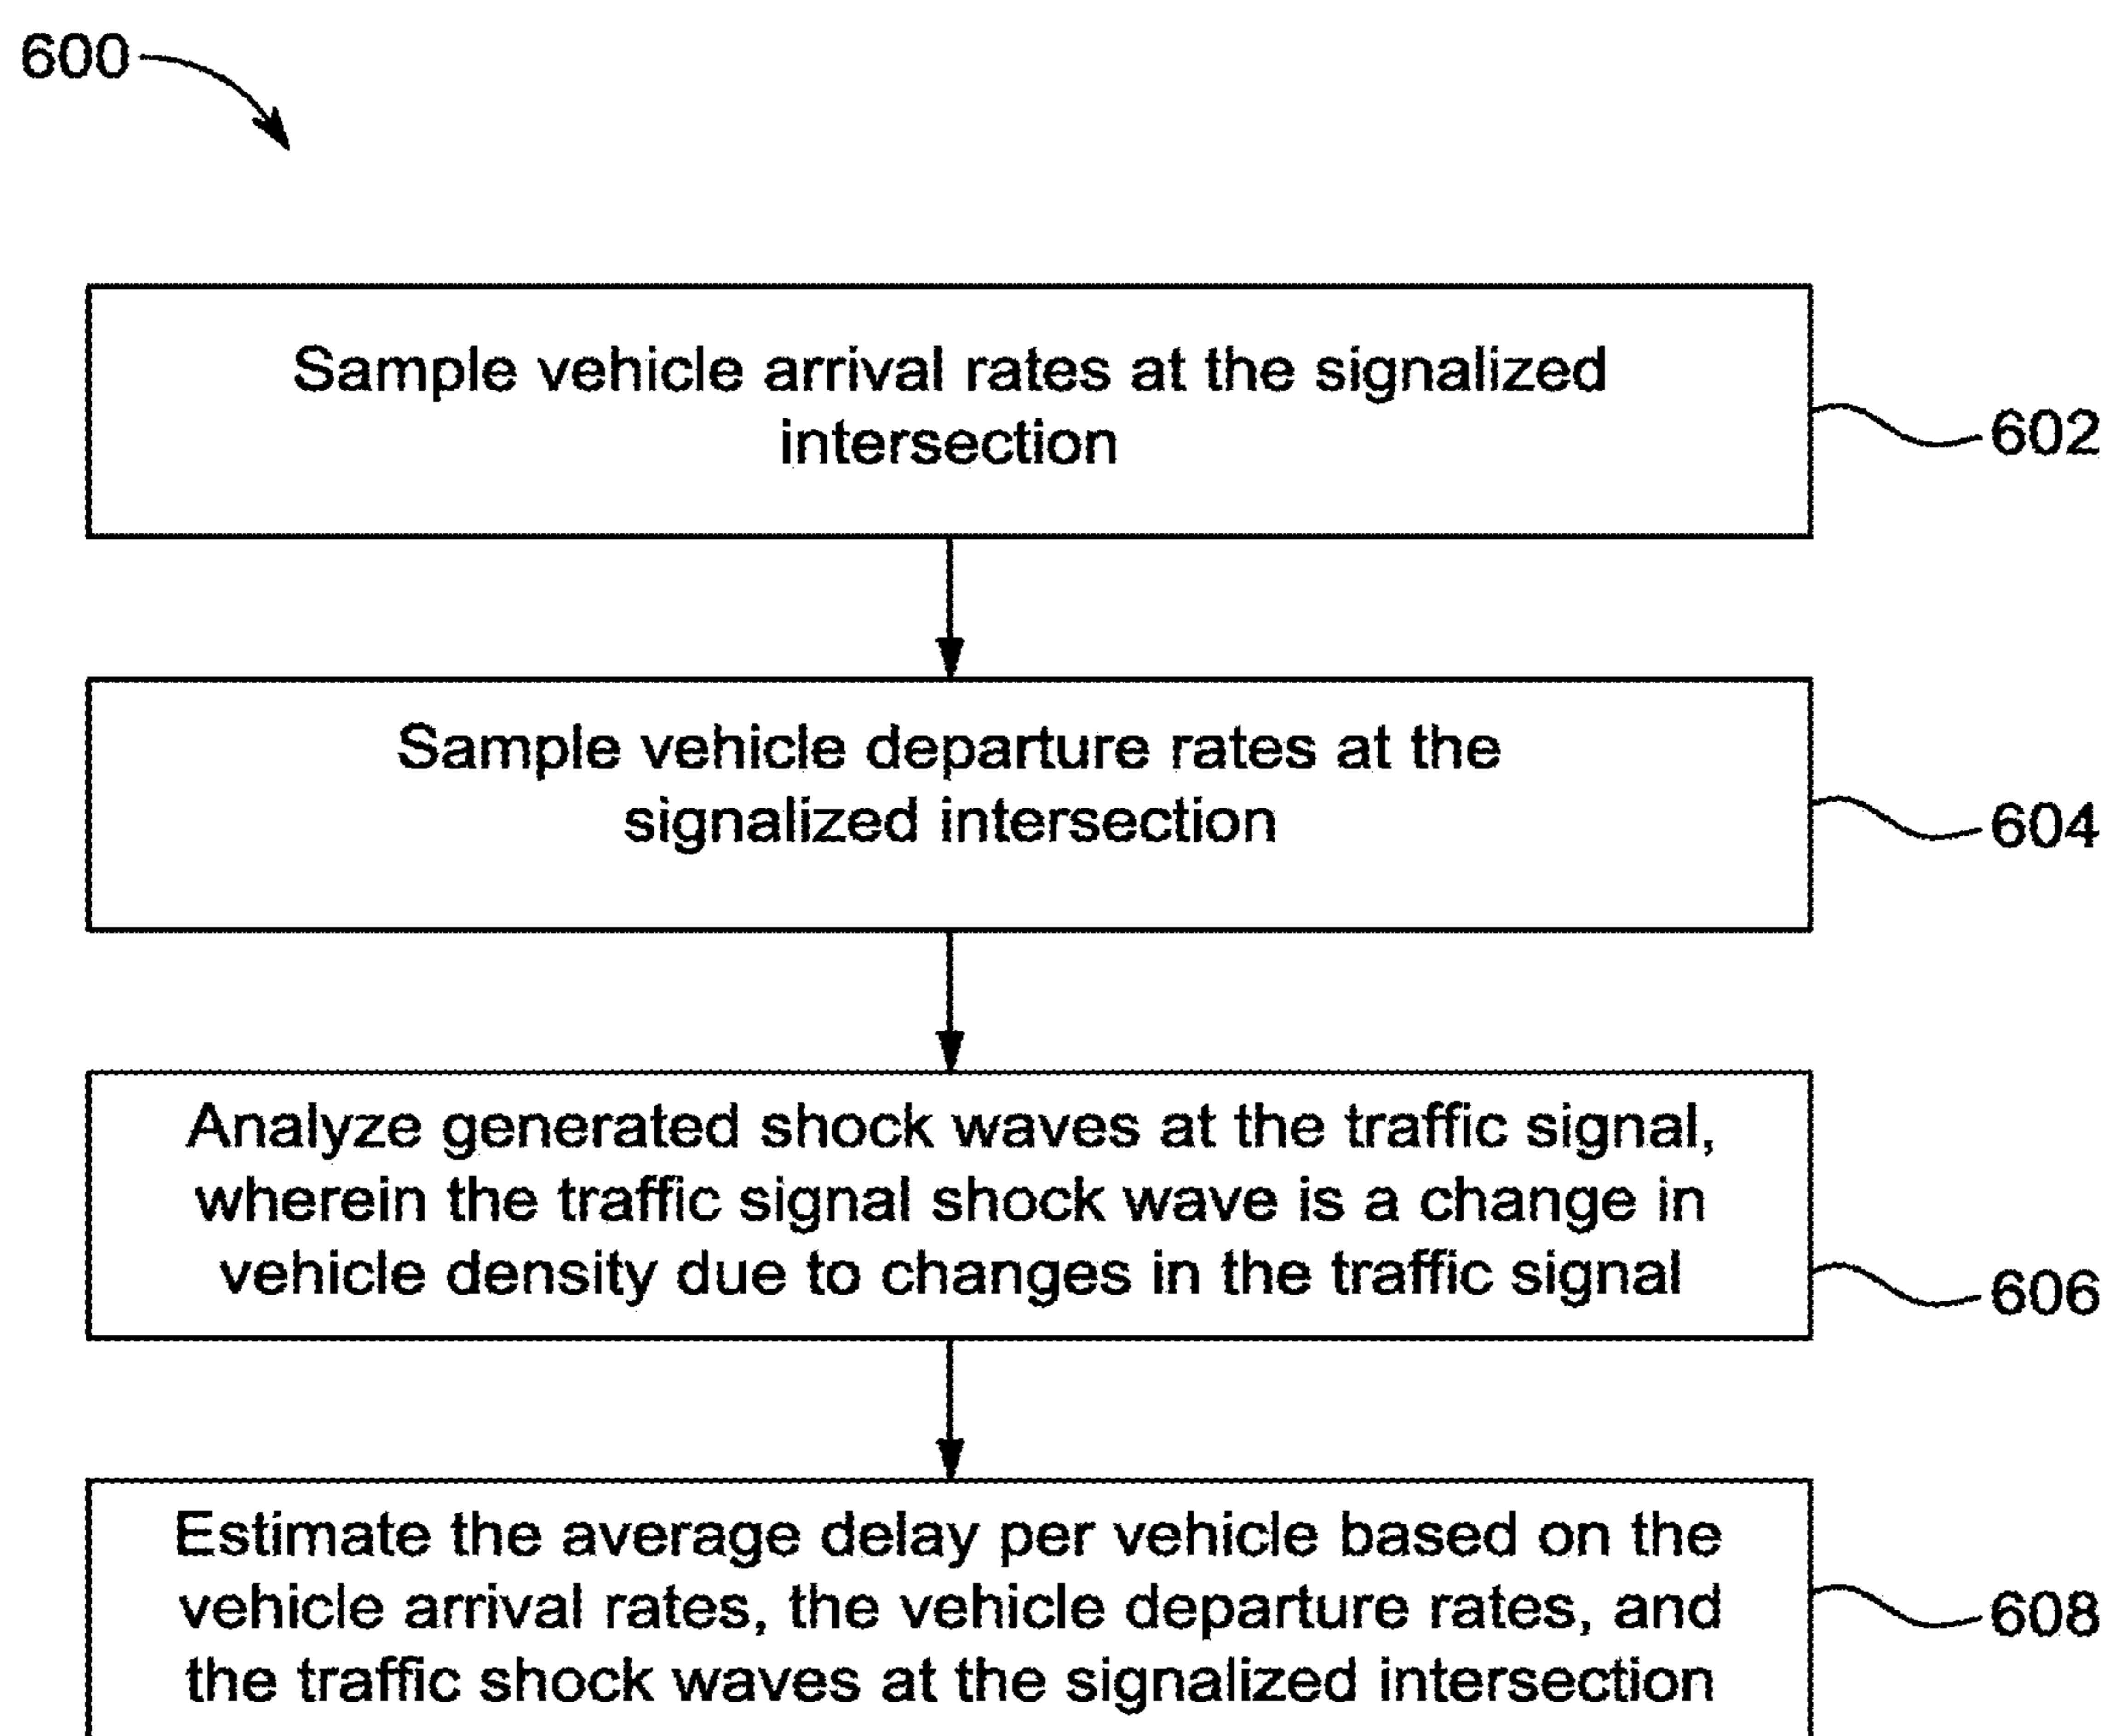 600
Sample vehicle arrival rates at the signalized
intersection
602
Sample vehicle departure rates at the
signalized intersection
604
Analyze generated shock waves at the traffic signal,
wherein the traffic signal shock wave is a change in
vehicle density due to changes in the traffic signal
606
Estimate the average delay per vehicle based on the
vehicle arrival rates, the vehicle departure rates, and
the traffic shock waves at the signalized intersection
608